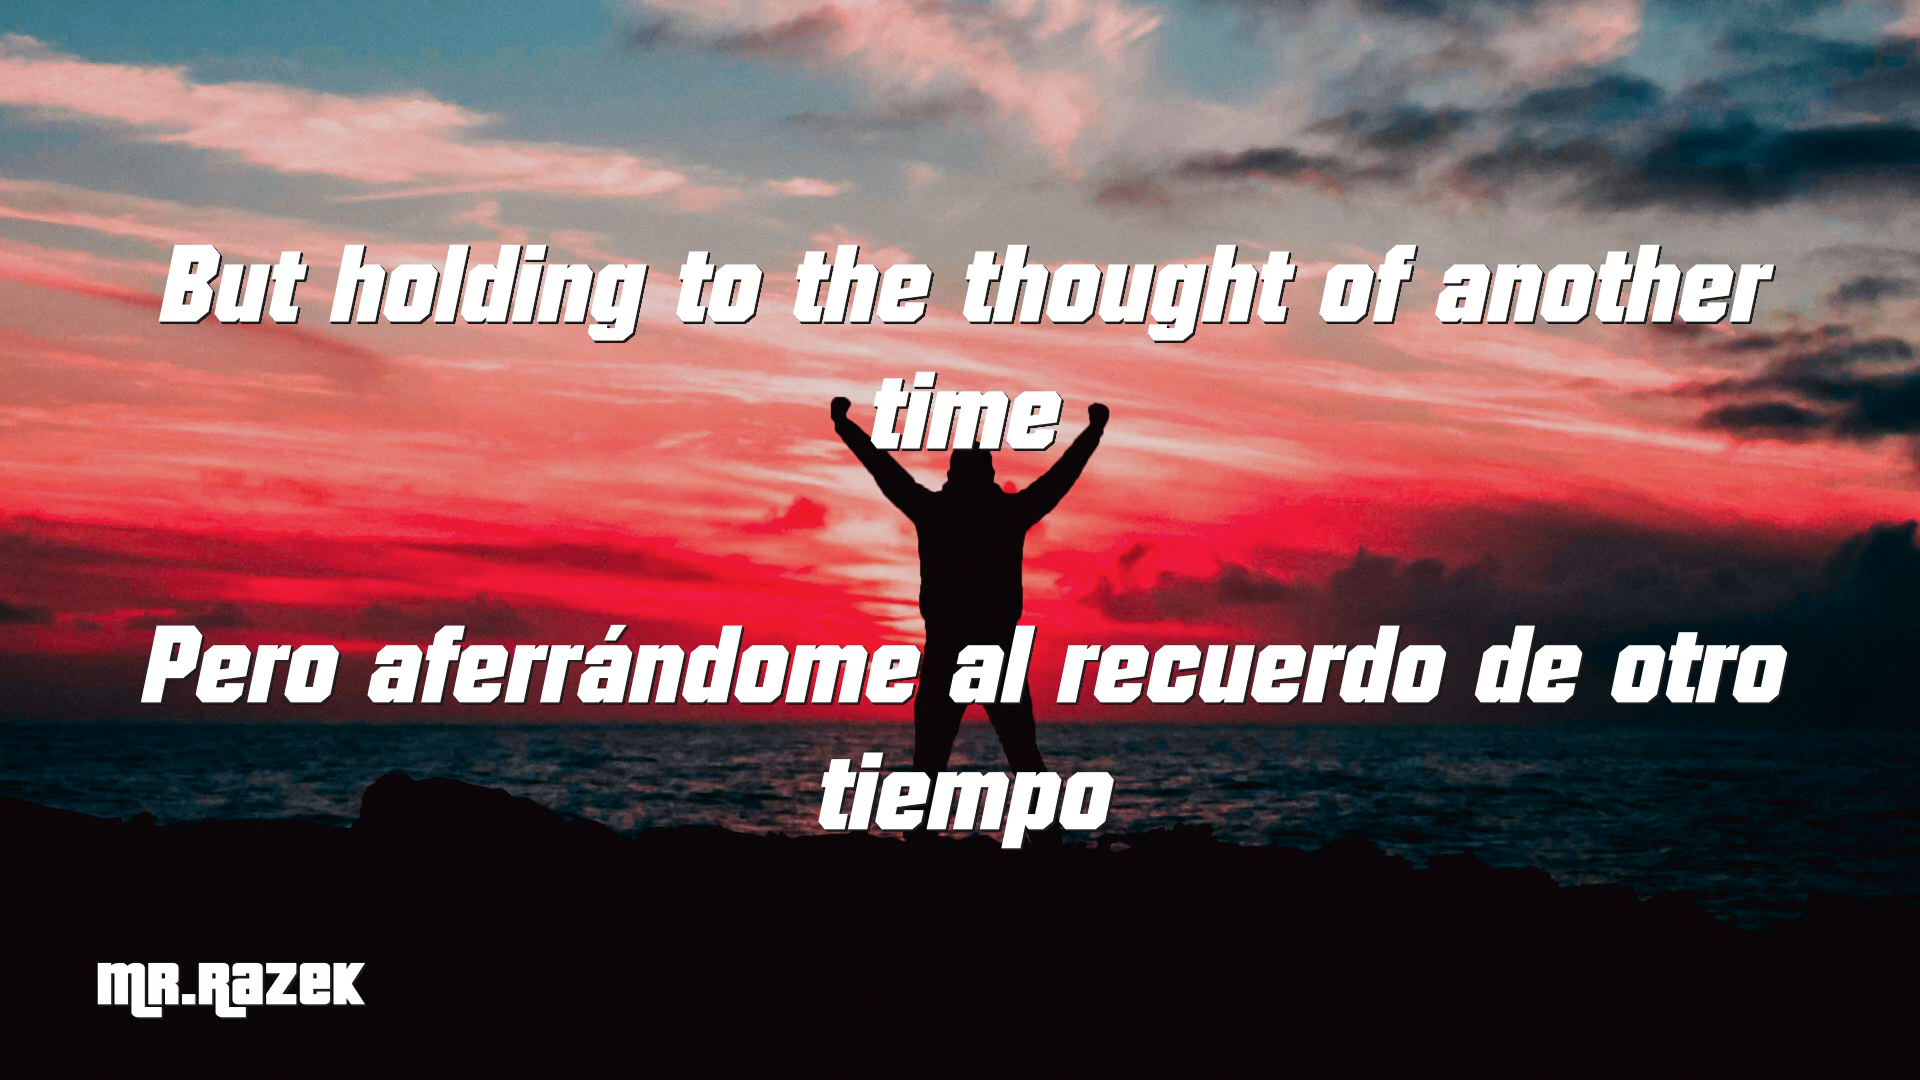 But holding to the thought of another
time
Pero aferrándome al recuerdo de otro
tiempo
MR.RAZEK